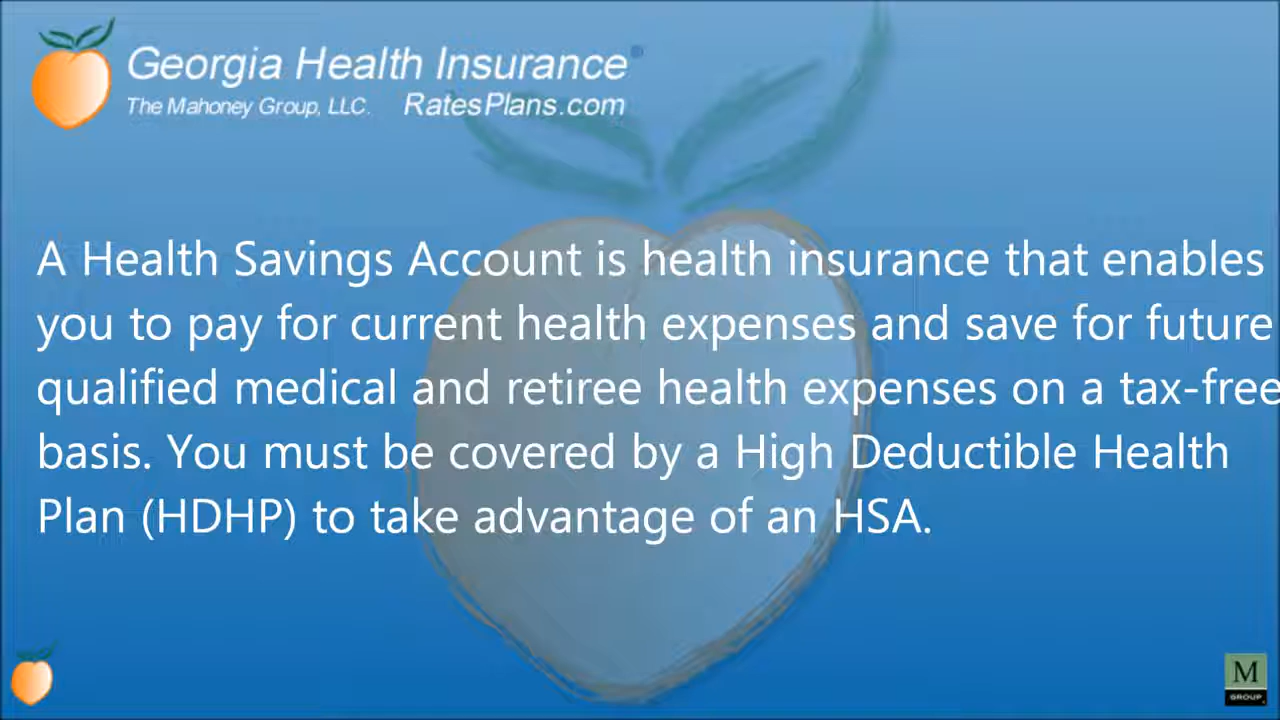 Georgia Health Insurance®
The Mahoney Group, LLC. RatesPlans.com
A Health Savings Account is health insurance that enables
you to pay for current health expenses and save for future
qualified medical and retiree health expenses on a tax-free
basis. You must be covered by a High Deductible Health
Plan (HDHP) to take advantage of an HSA.
M
GROUP